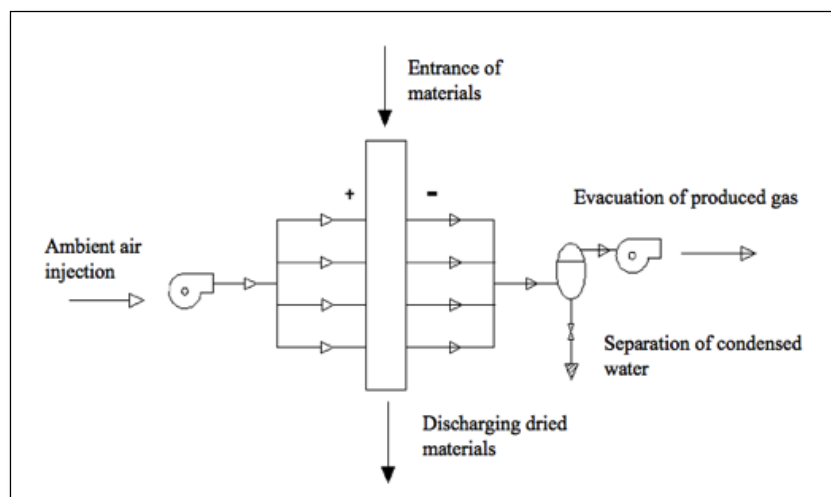 Entrance of
materials
+
-
Evacuation of produced gas
Ambient air
injection
Separation of condensed
water
Discharging dried
materials